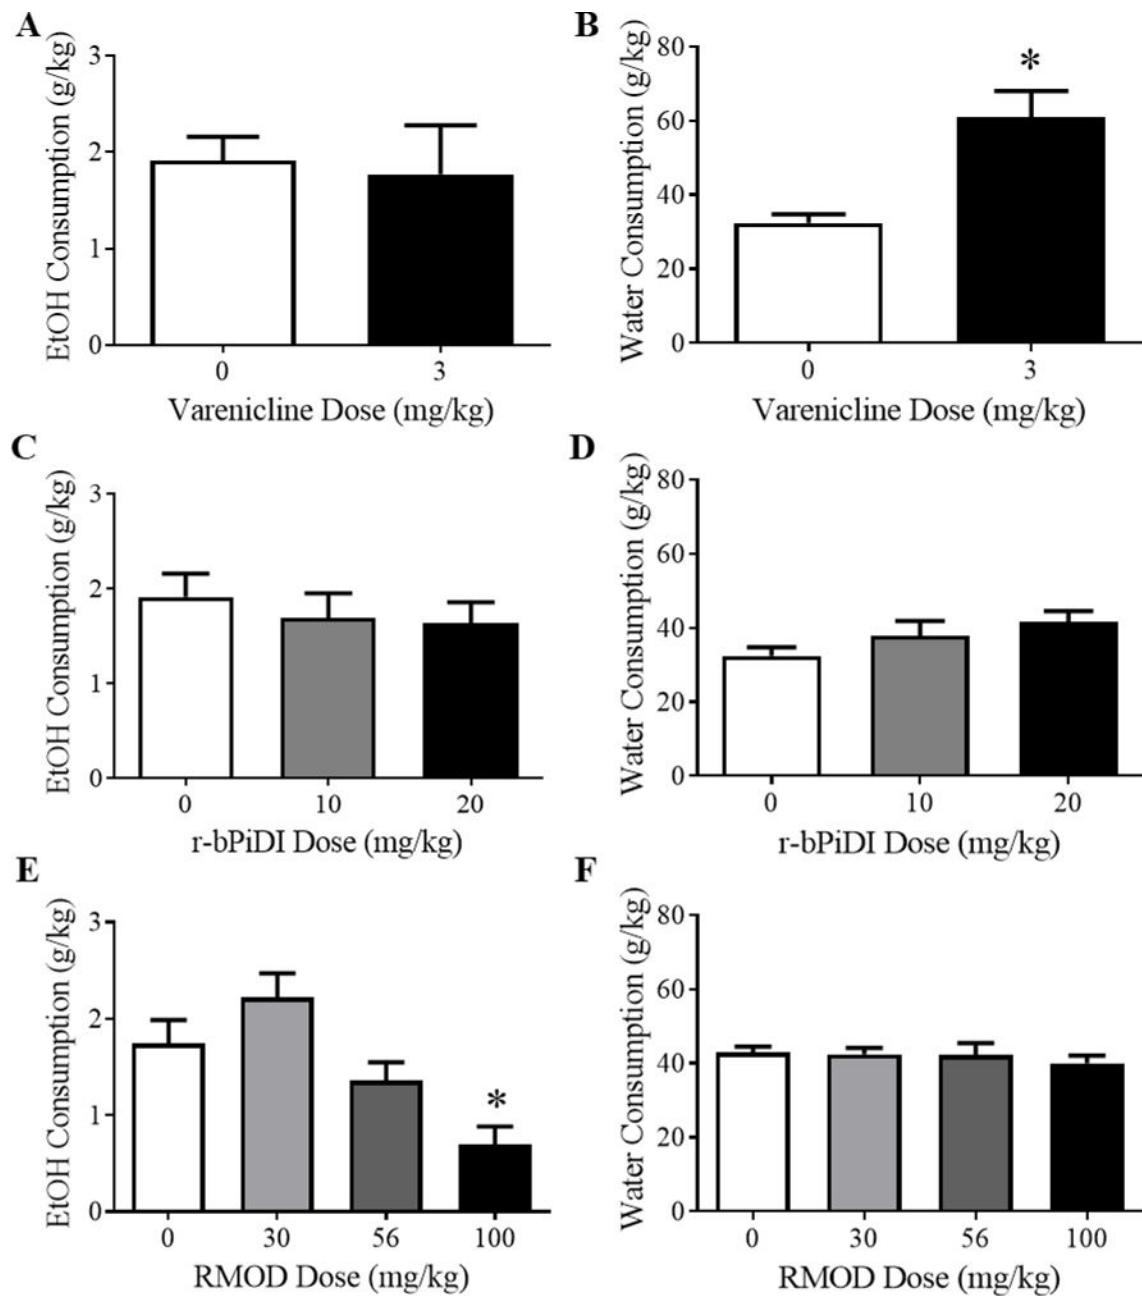 A
EtOH Consumption (g/kg)
3
2
1
0
0 3
Varenicline Dose (mg/kg)
B
Water Consumption (g/kg)
80
60
40
20
0
*
0 3
Varenicline Dose (mg/kg)
C
EtOH Consumption (g/kg)
3
2
1
0
0 10 20
r-bPiDI Dose (mg/kg)
D
Water Consumption (g/kg)
80
60
40
20
0
0 10 20
r-bPiDI Dose (mg/kg)
E
EtOH Consumption (g/kg)
3
2
1
0
*
0 30 56 100
RMOD Dose (mg/kg)
F
Water Consumption (g/kg)
80
60
40
20
0
0 30 56 100
RMOD Dose (mg/kg)